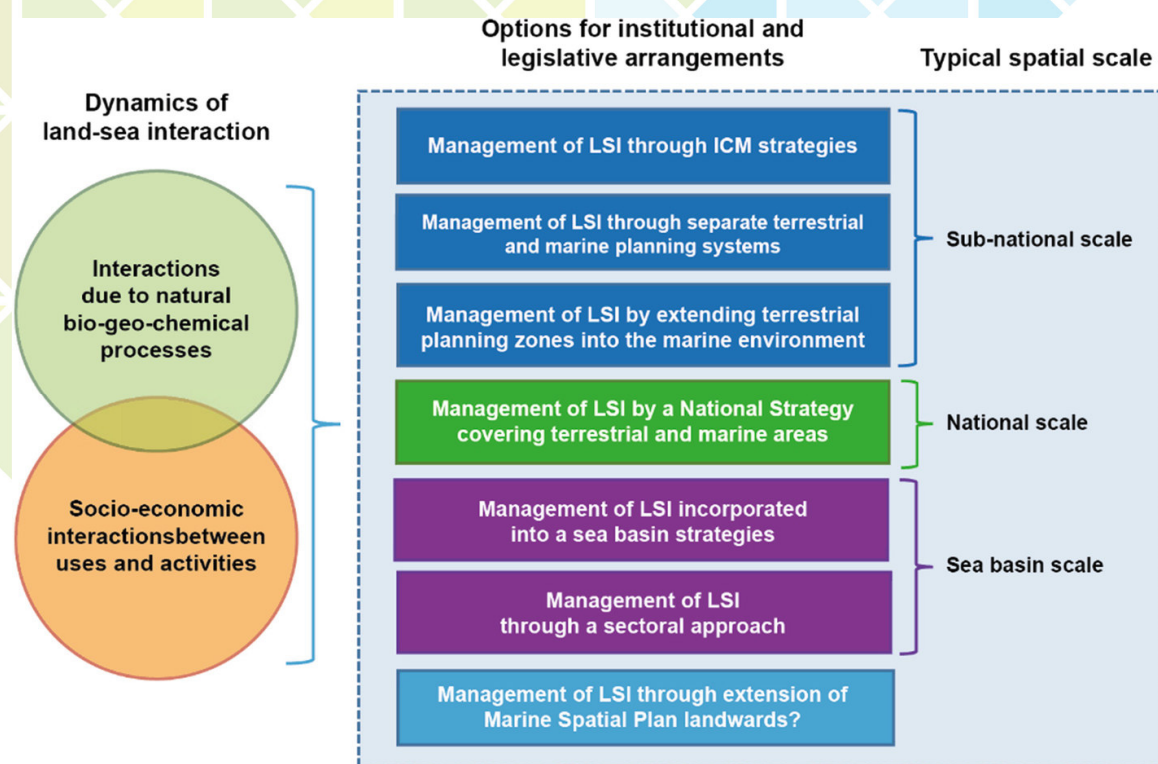 Options for institutional and
legislative arrangements
Typical spatial scale
Dynamics of
land-sea interaction
Interactions
due to natural
bio-geo-chemical
processes
Socio-economic
interactionsbetween
uses and activities
Management of LSI through ICM strategies
Management of LSI through separate terrestrial
and marine planning systems
Management of LSI by extending terrestrial
planning zones into the marine environment
Sub-national scale
Management of LSI by a National Strategy
covering terrestrial and marine areas
National scale
Management of LSI incorporated
into a sea basin strategies
Management of LSI
through a sectoral approach
Sea basin scale
Management of LSI through extension of
Marine Spatial Plan landwards?